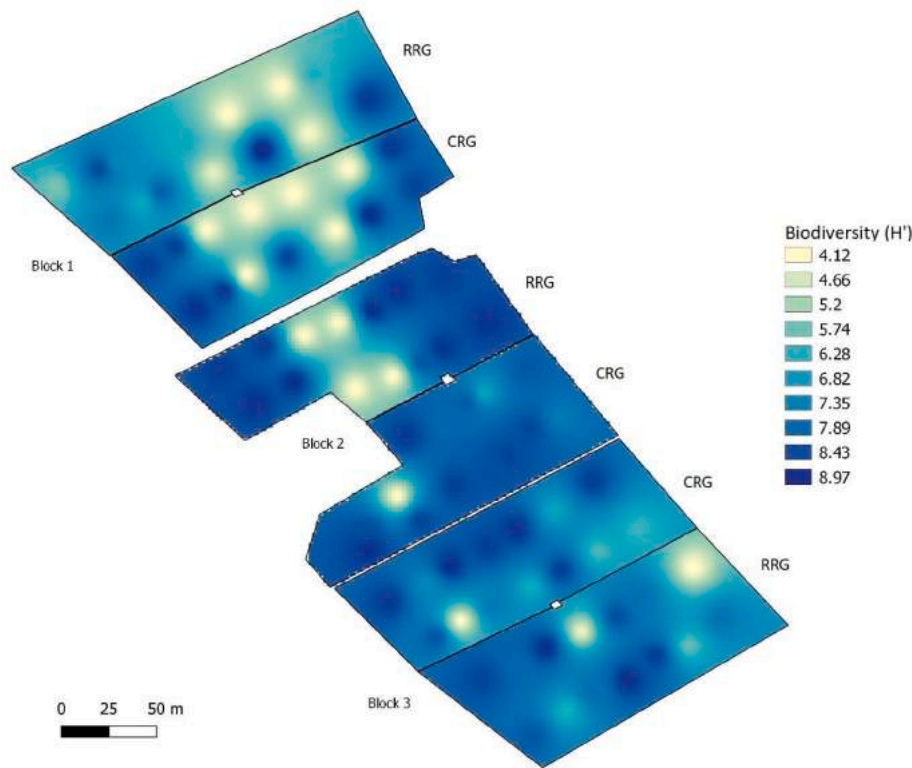 RRG
CRG
Block 1
RRG
CRG
Block 2
CRG
RRG
Block 3
Biodiversity (H')
4.12
4.66
5.2
5.74
6.28
6.82
7.35
7.89
8.43
8.97
0 25 50 m